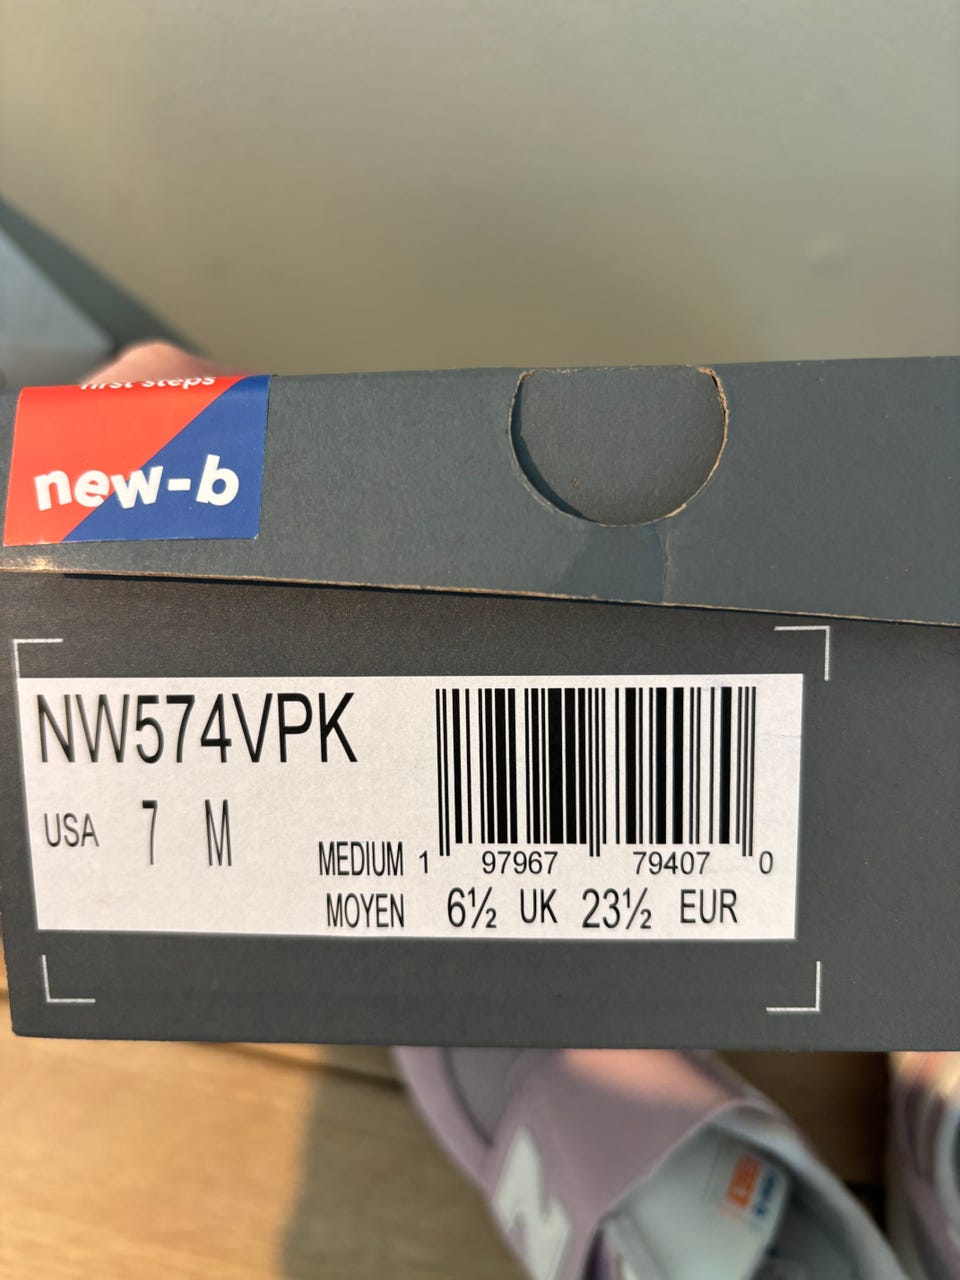 first steps
new-b
NW574VPK
USA 7 M
MEDIUM
MOYEN
1 97967 79407 0
6½ UK 23½ EUR